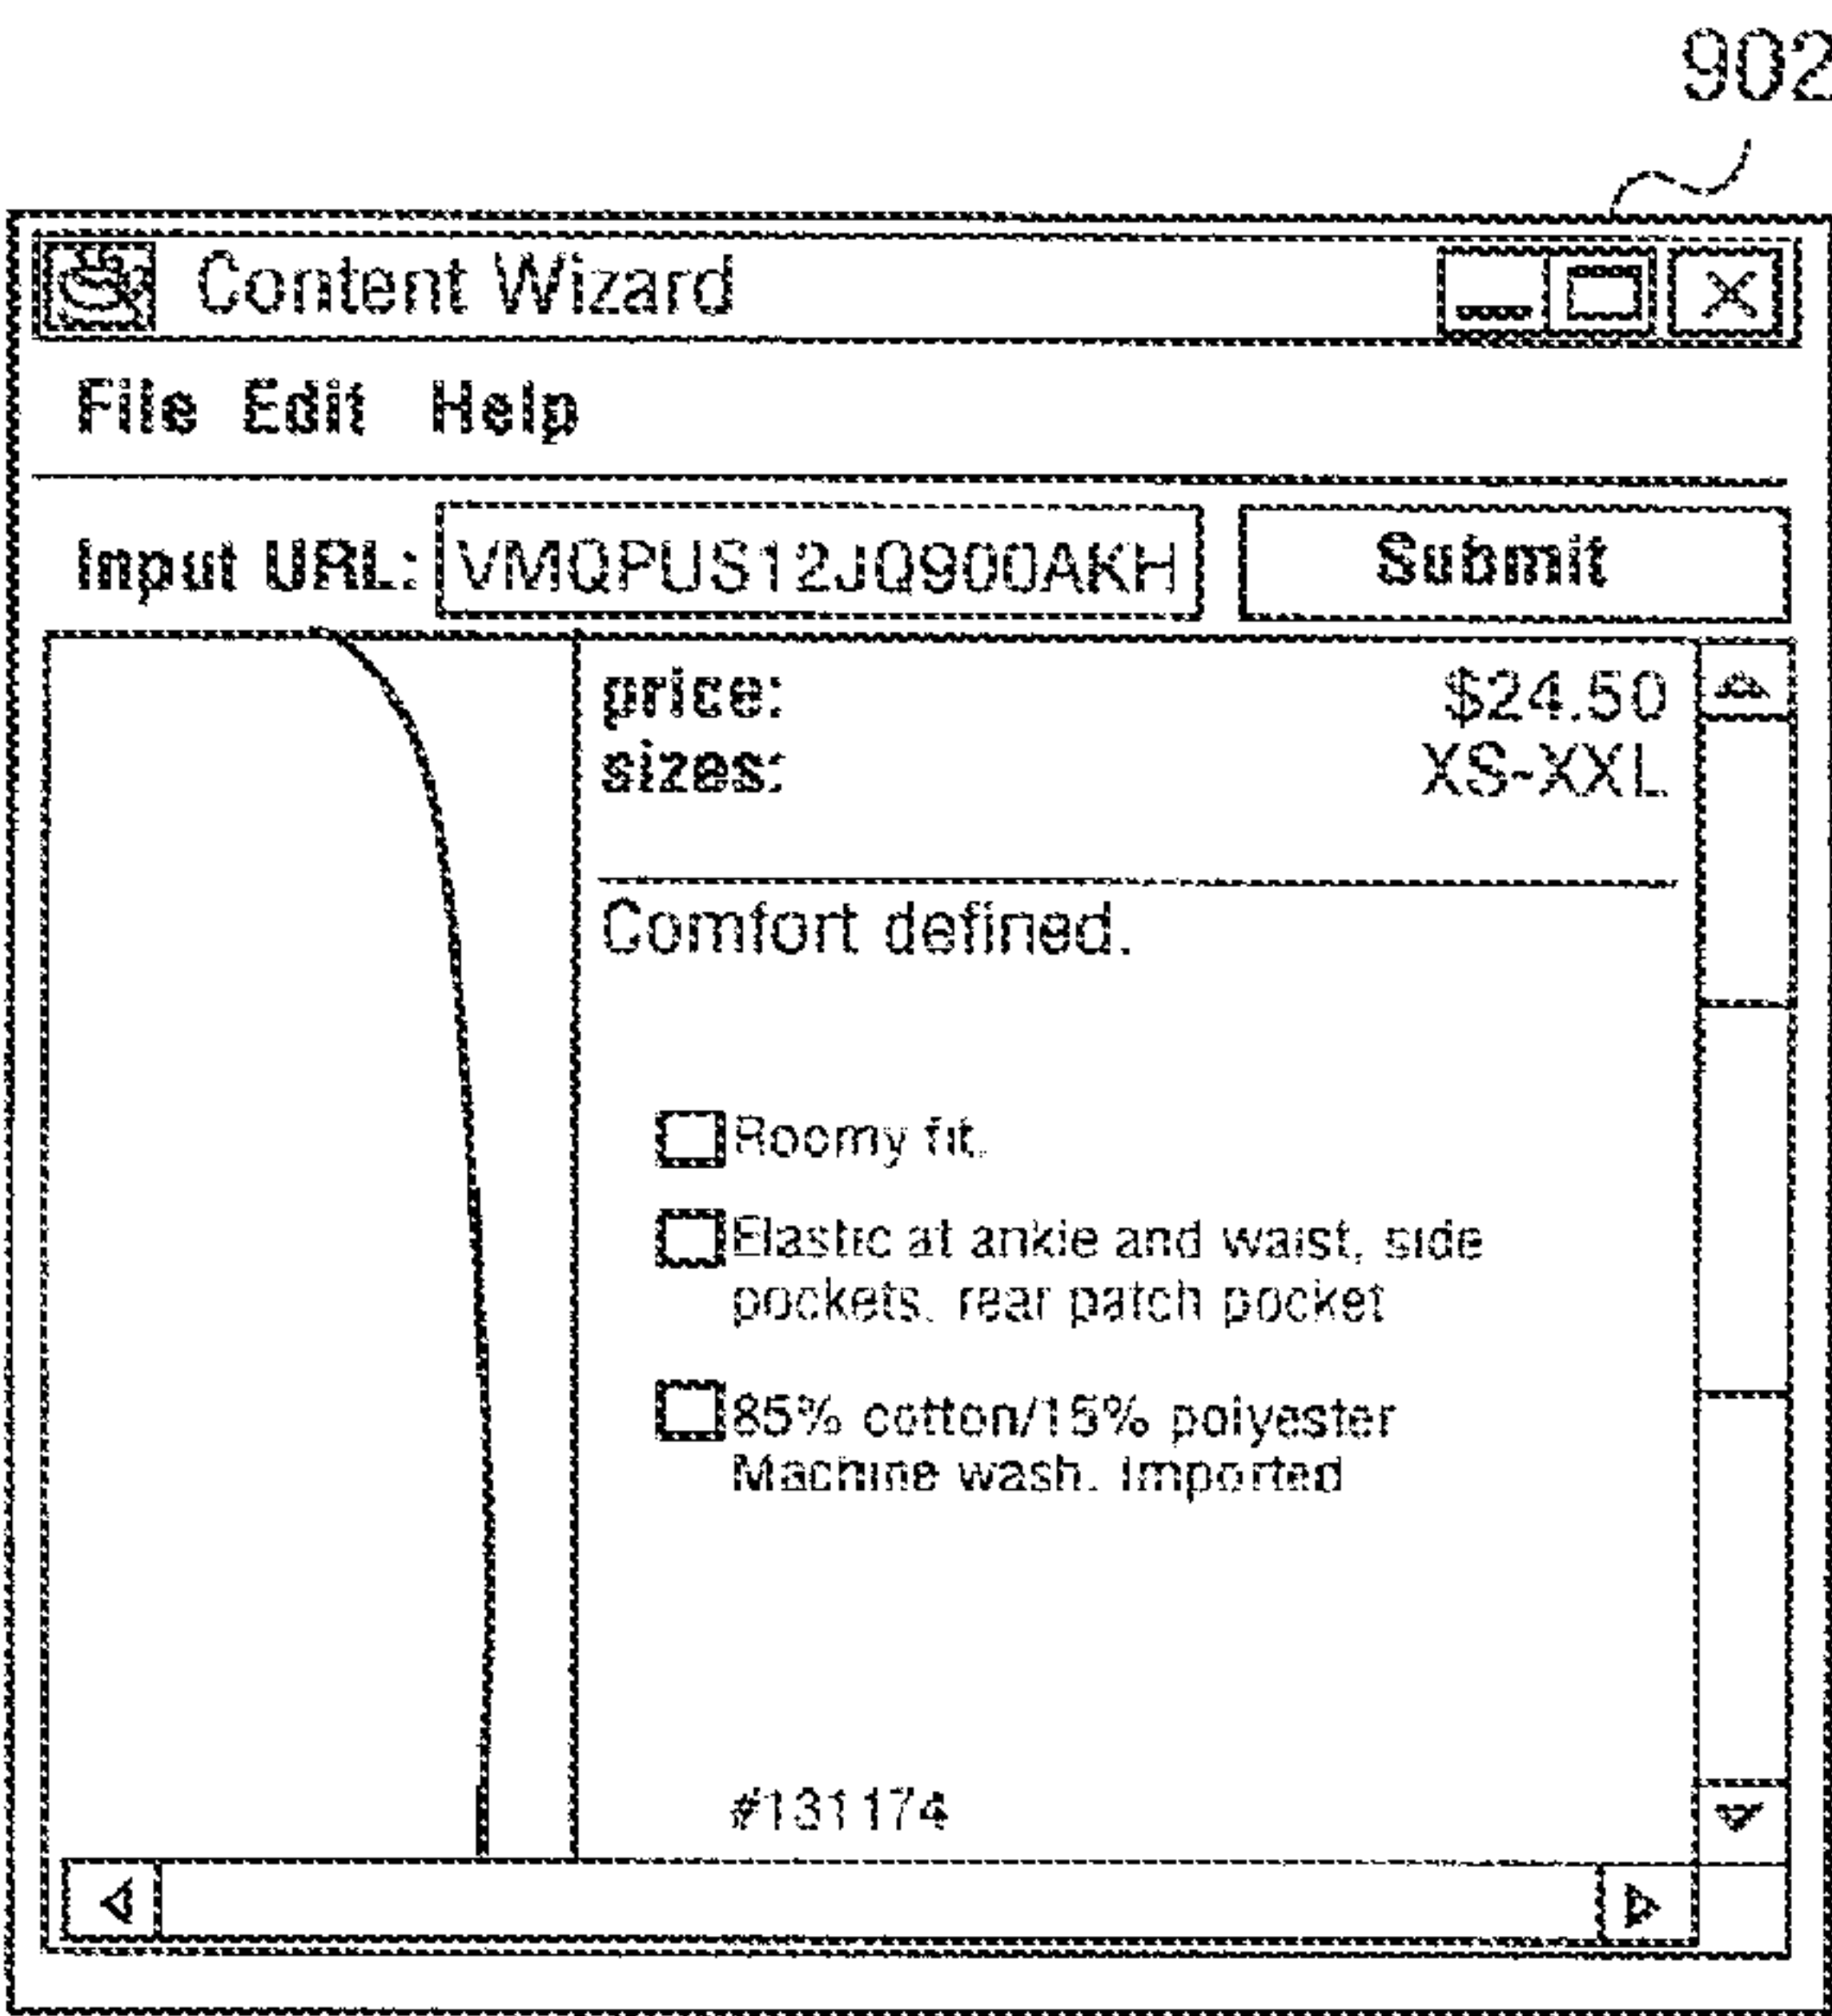 902
Content Wizard
File Edit Help
Input URL: VMQPUS12JQ900AKH Submit
price: $24.50
sizes: XS-XXL
Comfort defined.
Roomy fit.
Elastic at ankle and waist, side
pockets, rear patch pocket
85% cotton/15% polyester
Machine wash. Imported
#131174